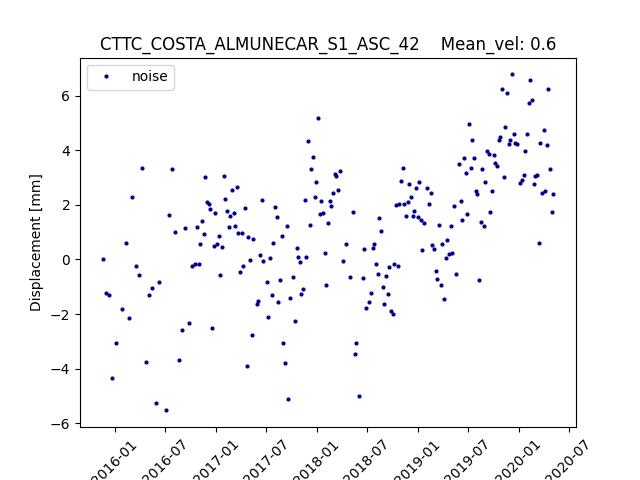 CTTC_COSTA_ALMUNECAR_S1_ASC_42 Mean_vel: 0.6
noise
Displacement [mm]
6
4
2
0
−2
−4
−6
2016-01 2016-07 2017-01 2017-07 2018-01 2018-07 2019-01 2019-07 2020-01 2020-07